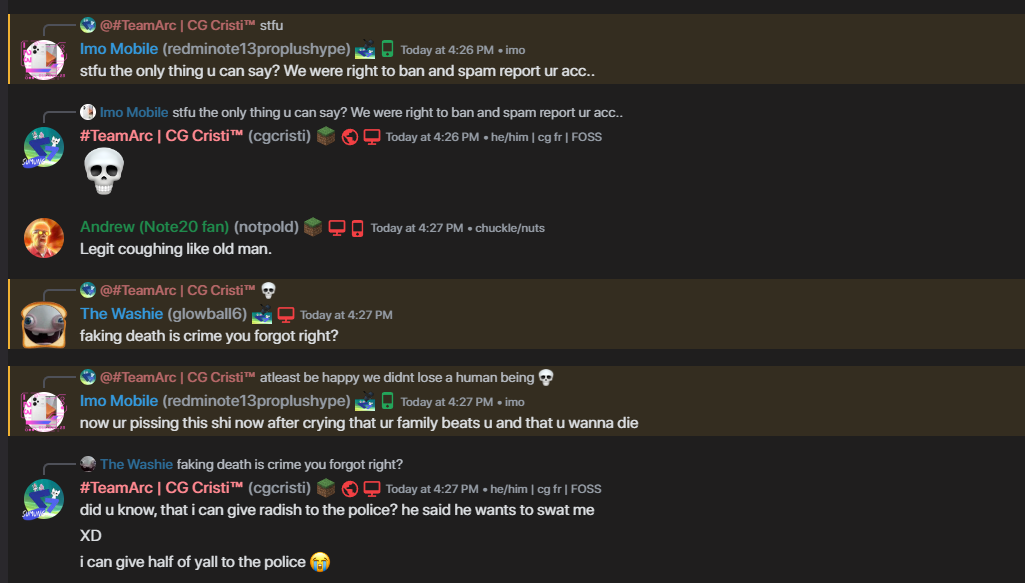 @#TeamArc | CG Cristi™ stfu
Imo Mobile (redminote13proplushype) Today at 4:26 PM • imo
stfu the only thing u can say? We were right to ban and spam report ur acc..
Imo Mobile stfu the only thing u can say? We were right to ban and spam report ur acc..
#TeamArc | CG Cristi™ (cgcristi) Today at 4:26 PM • he/him | cg fr | FOSS
💀
Andrew (Note20 fan) (notpold) Today at 4:27 PM • chuckle/nuts
Legit coughing like old man.
@#TeamArc | CG Cristi™ 💀
The Washie (glowball6) Today at 4:27 PM
faking death is crime you forgot right?
@#TeamArc | CG Cristi™ atleast be happy we didnt lose a human being 💀
Imo Mobile (redminote13proplushype) Today at 4:27 PM • imo
now ur pissing this shi now after crying that ur family beats u and that u wanna die
The Washie faking death is crime you forgot right?
#TeamArc | CG Cristi™ (cgcristi) Today at 4:27 PM • he/him | cg fr | FOSS
did u know, that i can give radish to the police? he said he wants to swat me
XD
i can give half of yall to the police 😭